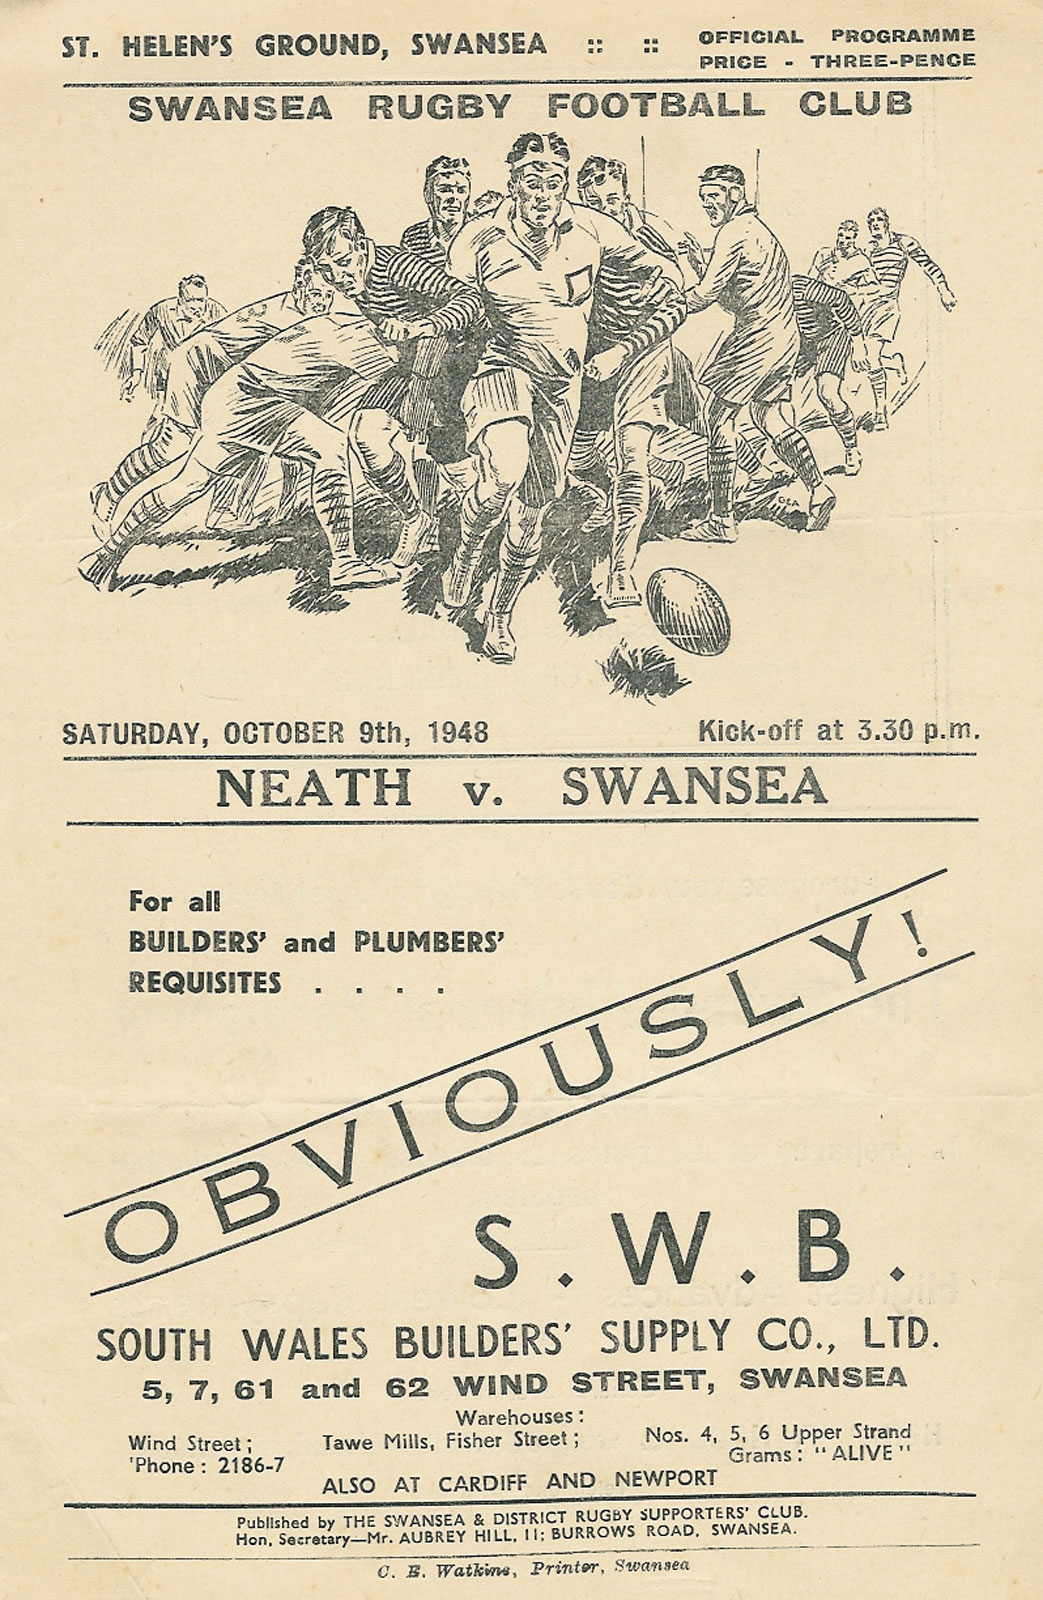 ST. HELEN'S GROUND, SWANSEA :: :: OFFICIAL PROGRAMME
PRICE - THREE-PENCE
SWANSEA RUGBY FOOTBALL CLUB
SATURDAY, OCTOBER 9th, 1948 Kick-off at 3.30 p.m.
NEATH v. SWANSEA
For all
BUILDERS' and PLUMBERS'
REQUISITES . . . .
OBVIOUSLY!
S. W. B.
SOUTH WALES BUILDERS' SUPPLY CO., LTD.
5, 7, 61 and 62 WIND STREET, SWANSEA
Warehouses:
Wind Street; Tawe Mills, Fisher Street; Nos. 4, 5, 6 Upper Strand
'Phone: 2186-7 Grams: "ALIVE"
ALSO AT CARDIFF AND NEWPORT
Published by THE SWANSEA & DISTRICT RUGBY SUPPORTERS' CLUB.
Hon, Secretary—Mr. AUBREY HILL, 11; BURROWS ROAD, SWANSEA.
C. E. Watkins, Printer, Swansea